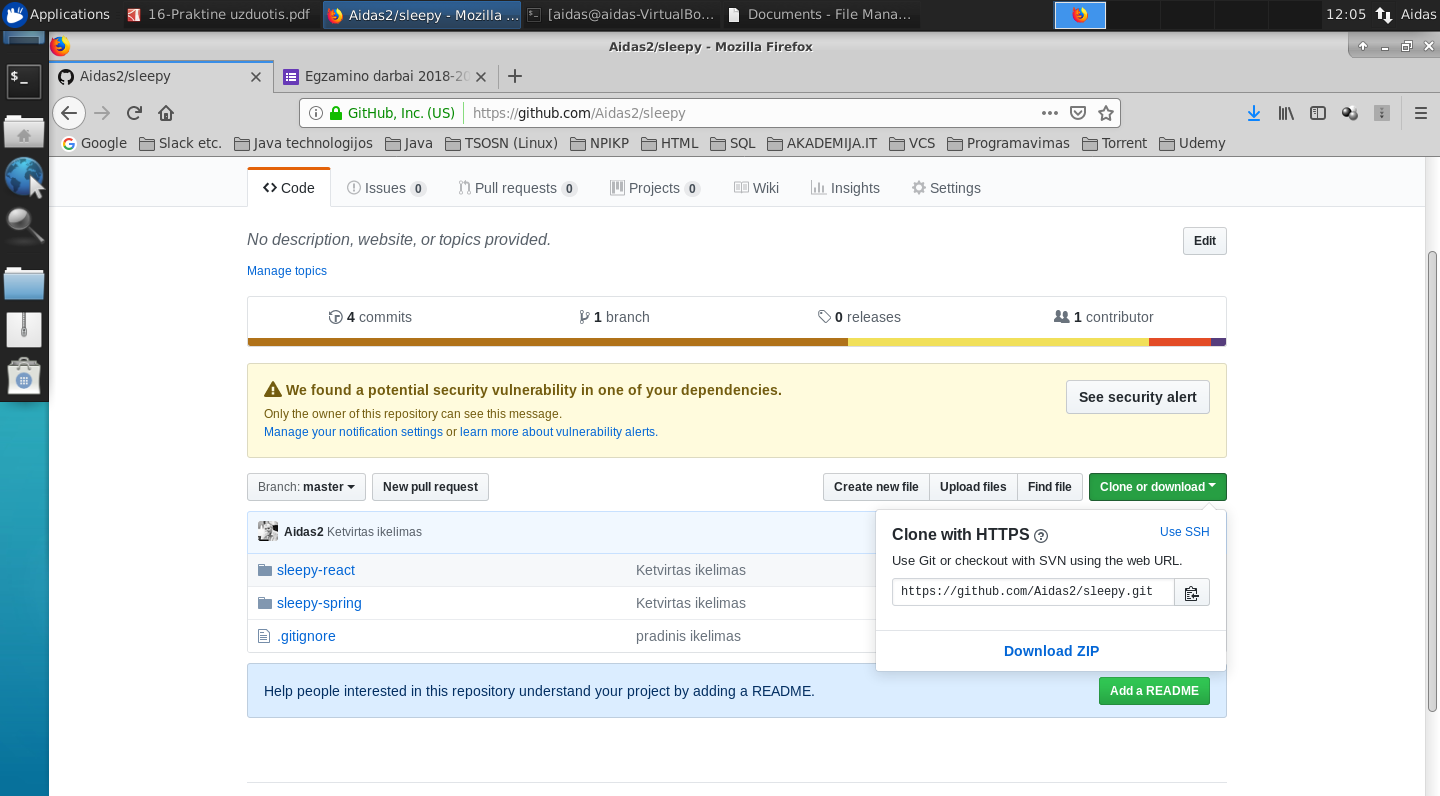 Applications 16-Praktine uzduotis.pdf Aidas2/sleepy - Mozilla ... [aidas@aidas-VirtualBo... Documents - File Mana... 12:05 Aidas
Aidas2/sleepy - Mozilla Firefox
Aidas2/sleepy Egzamino darbai 2018-20
GitHub, Inc. (US) https://github.com/Aidas2/sleepy
Google Slack etc. Java technologijos Java TSOSN (Linux) NPIKP HTML SQL AKADEMIJA.IT VCS Programavimas Torrent Udemy
Code Issues 0 Pull requests 0 Projects 0 Wiki Insights Settings
No description, website, or topics provided. Edit
Manage topics
4 commits 1 branch 0 releases 1 contributor
We found a potential security vulnerability in one of your dependencies.
See security alert
Only the owner of this repository can see this message.
Manage your notification settings or learn more about vulnerability alerts.
Branch: master New pull request Create new file Upload files Find file Clone or download
Aidas2 Ketvirtas ikelimas
sleepy-react Ketvirtas ikelimas
sleepy-spring Ketvirtas ikelimas
.gitignore pradinis ikelimas
Clone with HTTPS Use SSH
Use Git or checkout with SVN using the web URL.
https://github.com/Aidas2/sleepy.git
Download ZIP
Help people interested in this repository understand your project by adding a README. Add a README